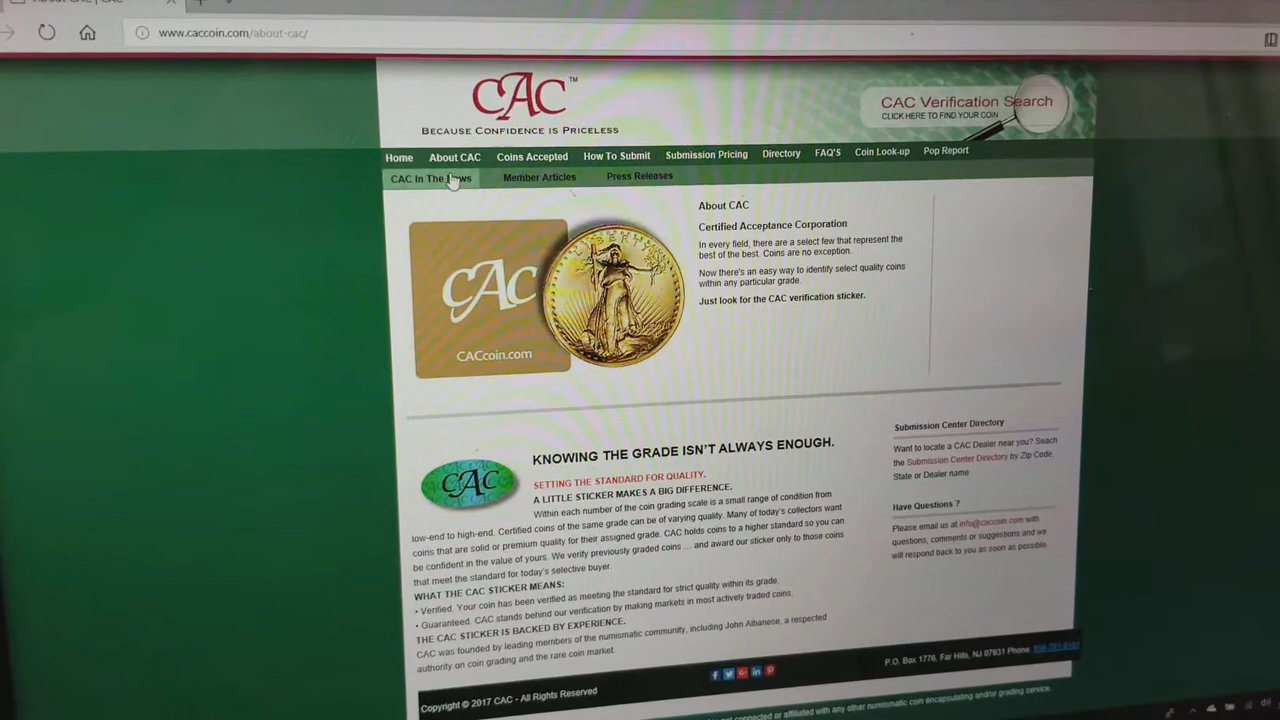 www.caccoin.com/about-cac/
CAC™
BECAUSE CONFIDENCE IS PRICELESS
CAC Verification Search
CLICK HERE TO FIND YOUR COIN
Home About CAC Coins Accepted How To Submit Submission Pricing Directory FAQ'S Coin Look-up Pop Report
CAC In The News Member Articles Press Releases
About CAC
Certified Acceptance Corporation
In every field, there are a select few that represent the
best of the best. Coins are no exception.
Now there's an easy way to identify select quality coins
within any particular grade.
Just look for the CAC verification sticker.
CAC
CACcoin.com
LIBERTY
KNOWING THE GRADE ISN'T ALWAYS ENOUGH.
CAC
SETTING THE STANDARD FOR QUALITY.
A LITTLE STICKER MAKES A BIG DIFFERENCE.
Within each number of the coin grading scale is a small range of condition from
low-end to high-end. Certified coins of the same grade can be of varying quality. Many of today's collectors want
coins that are solid or premium quality for their assigned grade. CAC holds coins to a higher standard so you can
be confident in the value of yours. We verify previously graded coins ... and award our sticker only to those coins
that meet the standard for today's selective buyer.
WHAT THE CAC STICKER MEANS:
• Verified. Your coin has been verified as meeting the standard for strict quality within its grade.
• Guaranteed. CAC stands behind our verification by making markets in most actively traded coins.
THE CAC STICKER IS BACKED BY EXPERIENCE.
CAC was founded by leading members of the numismatic community, including John Albanese, a respected
authority on coin grading and the rare coin market.
Submission Center Directory
Want to locate a CAC Dealer near you? Seach
the Submission Center Directory by Zip Code,
State or Dealer name
Have Questions ?
Please email us at info@caccoin.com with
questions, comments or suggestions and we
will respond back to you as soon as possible.
Copyright © 2017 CAC - All Rights Reserved
P.O. Box 1776, Far Hills, NJ 07931 Phone:
connected or affiliated with any other numismatic coin encapsulating and/or grading service.